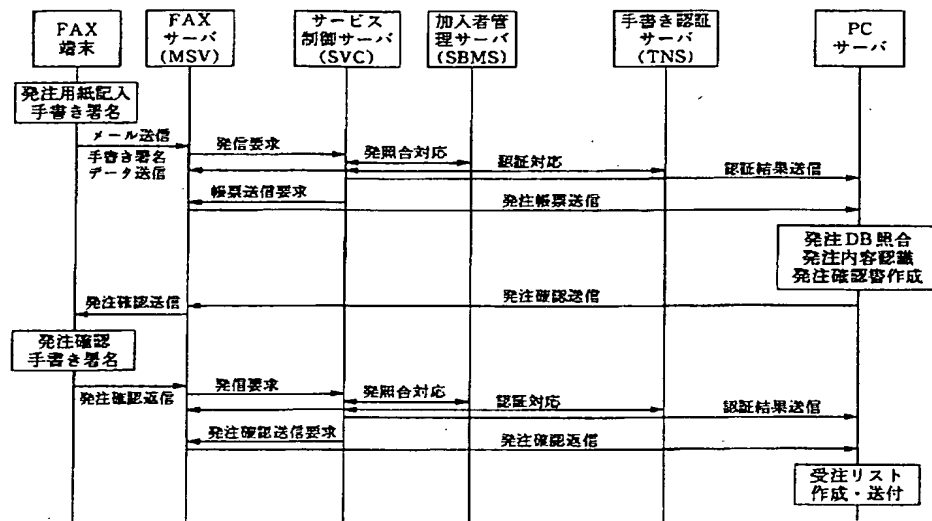 FAX
端末
FAX
サーバ
(MSV)
サービス
制御サーバ
(SVC)
加入者管
理サーバ
(SBMS)
手書き認証
サーバ
(TNS)
PC
サーバ
発注用紙記入
手書き署名
メール送信
手書き署名
データ送信
発信要求
発照合対応
認証対応
認証結果送信
帳票送信要求
発注帳票送信
発注DB照合
発注内容認識
発注確認書作成
発注確認送信
発注確認送信
発注確認
手書き署名
発注確認返信
発信要求
発照合対応
認証対応
認証結果送信
発注確認送信要求
発注確認返信
受注リスト
作成・送付